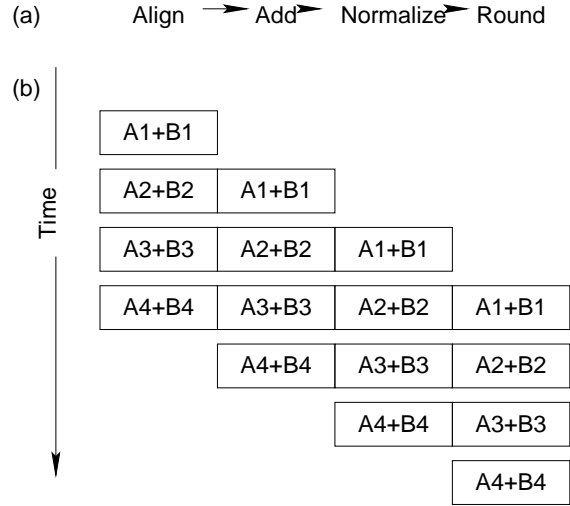 (a) Align Add Normalize Round
(b)
Time
A1+B1
A2+B2 A1+B1
A3+B3 A2+B2 A1+B1
A4+B4 A3+B3 A2+B2 A1+B1
A4+B4 A3+B3 A2+B2
A4+B4 A3+B3
A4+B4